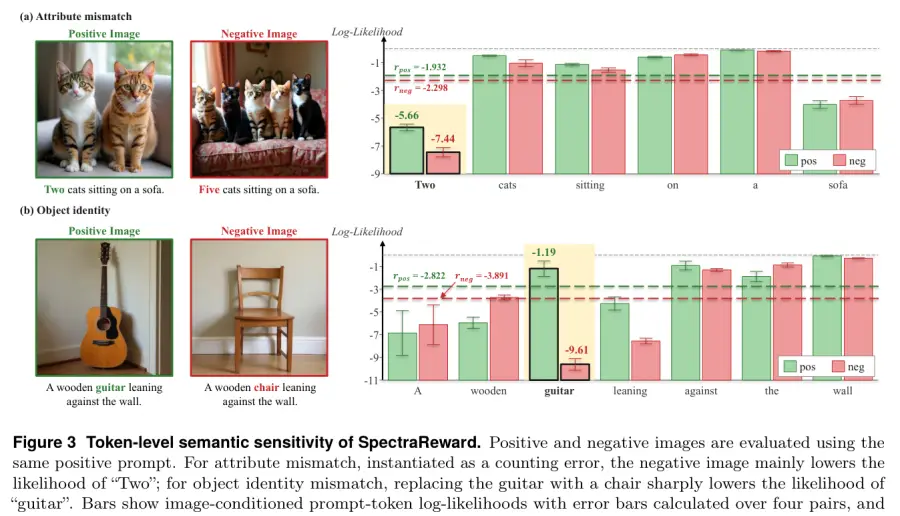 (a) Attribute mismatch
Positive Image
Negative Image
Log-Likelihood
-1
-3
-5
-7
-9
r_pos = -1.932
r_neg = -2.298
-5.66
-7.44
pos
neg
Two
cats
sitting
on
a
sofa
Two cats sitting on a sofa.
Five cats sitting on a sofa.
(b) Object identity
Positive Image
Negative Image
Log-Likelihood
-1
-3
-5
-7
-9
-11
r_pos = -2.822
r_neg = -3.891
-1.19
-9.61
pos
neg
A
wooden
guitar
leaning
against
the
wall
A wooden guitar leaning
against the wall.
A wooden chair leaning
against the wall.
Figure 3 Token-level semantic sensitivity of SpectraReward. Positive and negative images are evaluated using the
same positive prompt. For attribute mismatch, instantiated as a counting error, the negative image mainly lowers the
likelihood of “Two”; for object identity mismatch, replacing the guitar with a chair sharply lowers the likelihood of
“guitar”. Bars show image-conditioned prompt-token log-likelihoods with error bars calculated over four pairs, and